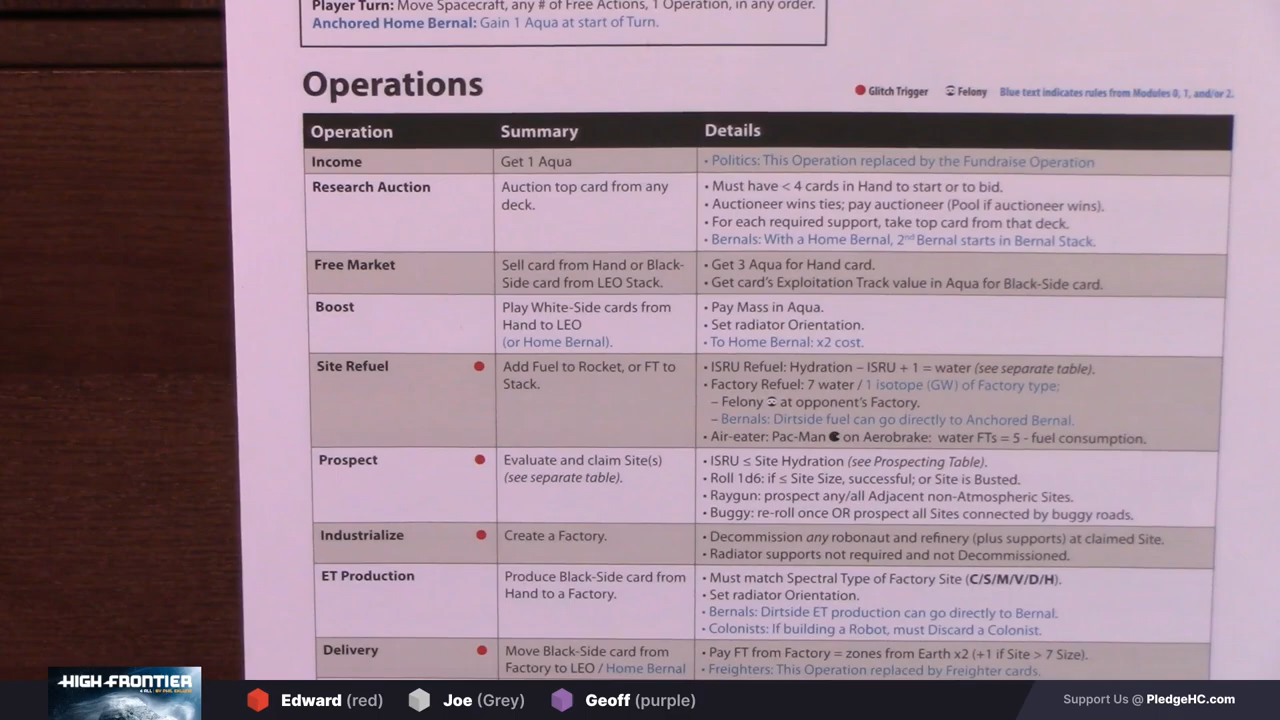 Player Turn: Move Spacecraft, any # of Free Actions, 1 Operation, in any order.
Anchored Home Bernal: Gain 1 Aqua at start of Turn.
Operations
Glitch Trigger Felony Blue text indicates rules from Modules 0, 1, and/or 2.
Operation Summary Details
Income Get 1 Aqua • Politics: This Operation replaced by the Fundraise Operation
Research Auction Auction top card from any • Must have < 4 cards in Hand to start or to bid.
deck. • Auctioneer wins ties; pay auctioneer (Pool if auctioneer wins).
• For each required support, take top card from that deck.
• Bernals: With a Home Bernal, 2nd Bernal starts in Bernal Stack.
Free Market Sell card from Hand or Black- • Get 3 Aqua for Hand card.
Side card from LEO Stack. • Get card's Exploitation Track value in Aqua for Black-Side card.
Boost Play White-Side cards from • Pay Mass in Aqua.
Hand to LEO • Set radiator Orientation.
(or Home Bernal). • To Home Bernal: x2 cost.
Site Refuel Add Fuel to Rocket, or FT to • ISRU Refuel: Hydration – ISRU + 1 = water (see separate table).
Stack. • Factory Refuel: 7 water / 1 isotope (GW) of Factory type:
– Felony at opponent's Factory.
– Bernals: Dirtside fuel can go directly to Anchored Bernal.
• Air-eater: Pac-Man on Aerobrake: water FTs = 5 - fuel consumption.
Prospect Evaluate and claim Site(s) • ISRU ≤ Site Hydration (see Prospecting Table).
(see separate table). • Roll 1d6: if ≤ Site Size, successful; or Site is Busted.
• Raygun: prospect any/all Adjacent non-Atmospheric Sites.
• Buggy: re-roll once OR prospect all Sites connected by buggy roads.
Industrialize Create a Factory. • Decommission any robonaut and refinery (plus supports) at claimed Site.
• Radiator supports not required and not Decommissioned.
ET Production Produce Black-Side card from • Must match Spectral Type of Factory Site (C/S/M/V/D/H).
Hand to a Factory. • Set radiator Orientation.
• Bernals: Dirtside ET production can go directly to Bernal.
• Colonists: If building a Robot, must Discard a Colonist.
Delivery Move Black-Side card from • Pay FT from Factory = zones from Earth x2 (+1 if Site > 7 Size).
Factory to LEO / Home Bernal • Freighters: This Operation replaced by Freighter cards.
HIGH FRONTIER
4 ALL
Edward (red) Joe (Grey) Geoff (purple) Support Us @ PledgeHC.com